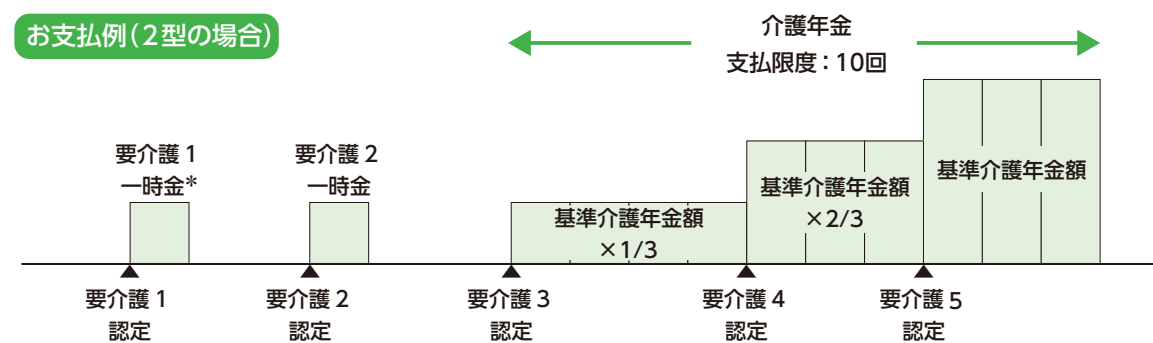 お支払例(2型の場合)
介護年金
支払限度：10回
要介護1
一時金*
要介護2
一時金
基準介護年金額
×1/3
基準介護年金額
×2/3
基準介護年金額
要介護1
認定
要介護2
認定
要介護3
認定
要介護4
認定
要介護5
認定